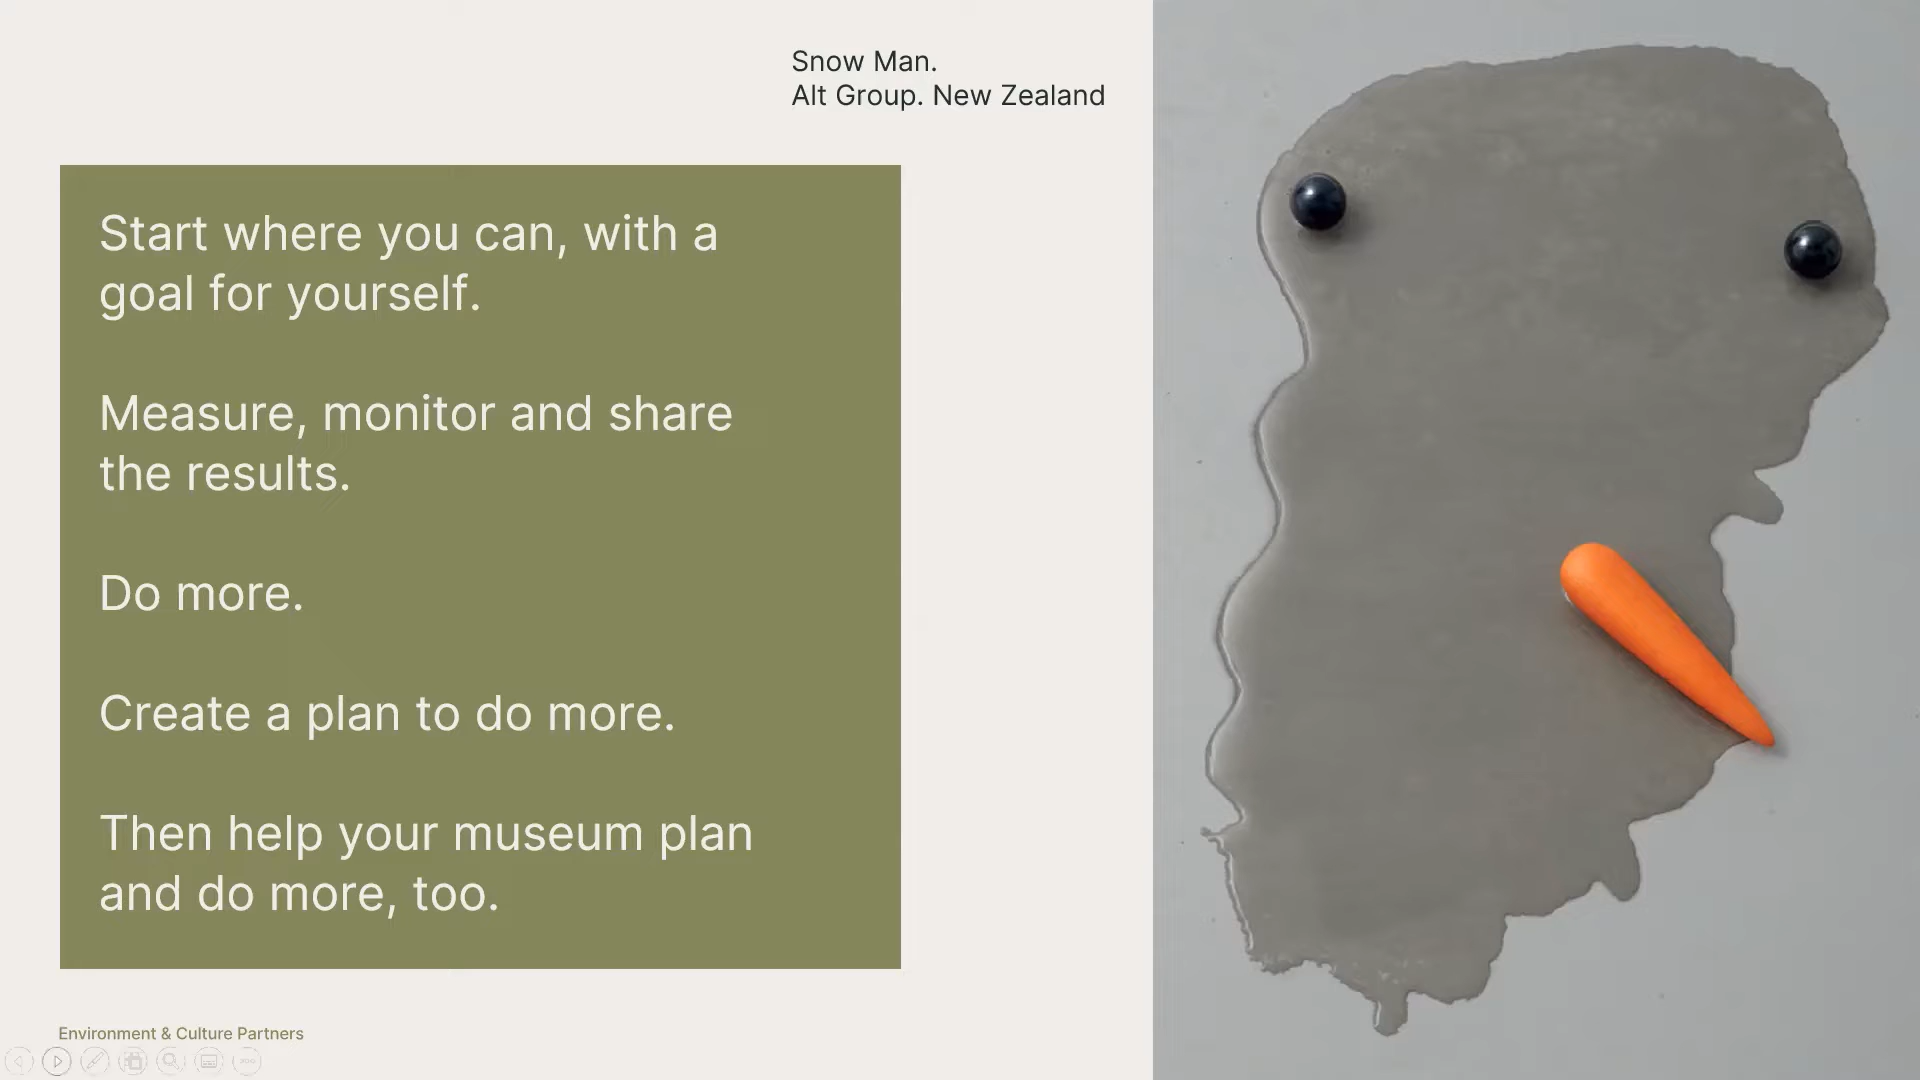 Snow Man.
Alt Group. New Zealand
Start where you can, with a
goal for yourself.
Measure, monitor and share
the results.
Do more.
Create a plan to do more.
Then help your museum plan
and do more, too.
Environment & Culture Partners